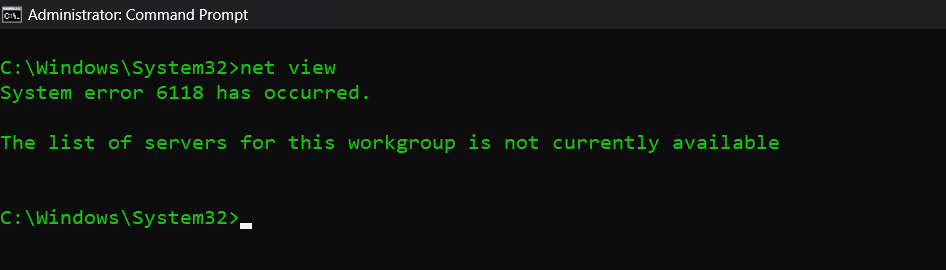 Administrator: Command Prompt
C:\Windows\System32>net view
System error 6118 has occurred.
The list of servers for this workgroup is not currently available
C:\Windows\System32>